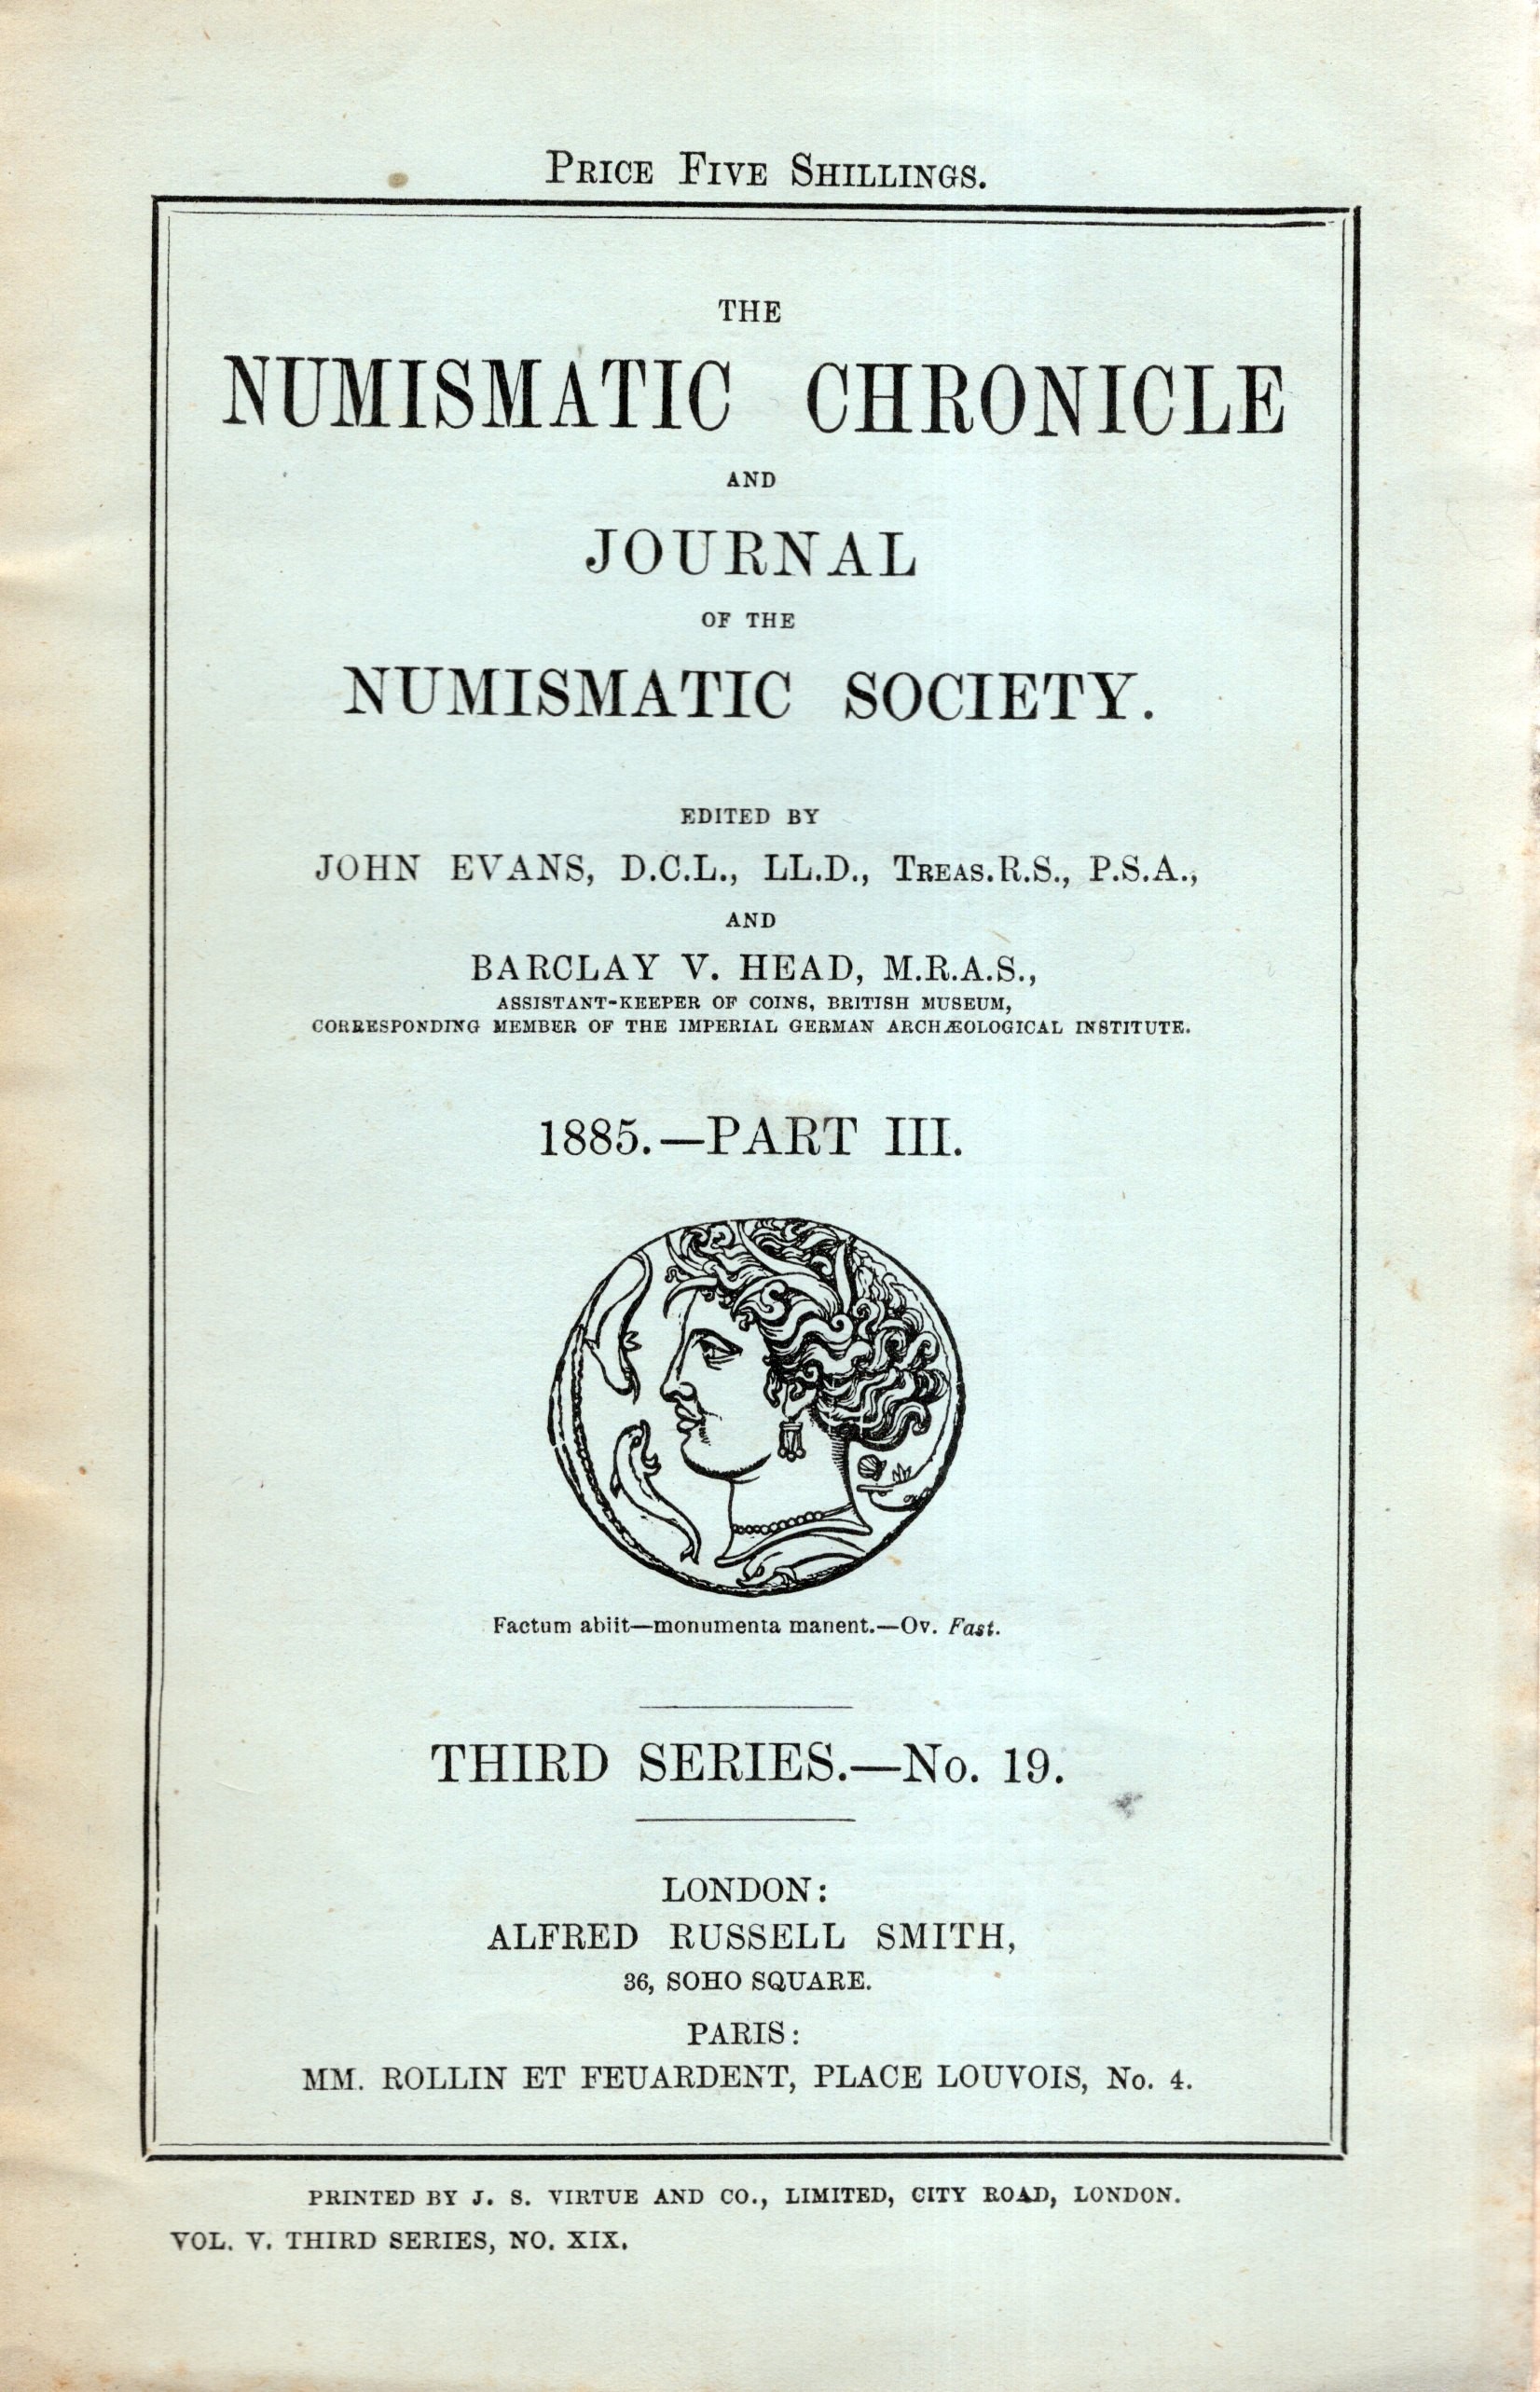 PRICE FIVE SHILLINGS.
THE
NUMISMATIC CHRONICLE
AND
JOURNAL
OF THE
NUMISMATIC SOCIETY.
EDITED BY
JOHN EVANS, D.C.L., LL.D., TREAS.R.S., P.S.A.,
AND
BARCLAY V. HEAD, M.R.A.S.,
ASSISTANT-KEEPER OF COINS, BRITISH MUSEUM,
CORRESPONDING MEMBER OF THE IMPERIAL GERMAN ARCHÆOLOGICAL INSTITUTE.
1885.—PART III.
Factum abiit—monumenta manent.—Ov. Fast.
THIRD SERIES.—No. 19.
LONDON:
ALFRED RUSSELL SMITH,
36, SOHO SQUARE.
PARIS:
MM. ROLLIN ET FEUARDENT, PLACE LOUVOIS, No. 4.
PRINTED BY J. S. VIRTUE AND CO., LIMITED, CITY ROAD, LONDON.
VOL. V. THIRD SERIES, NO. XIX.